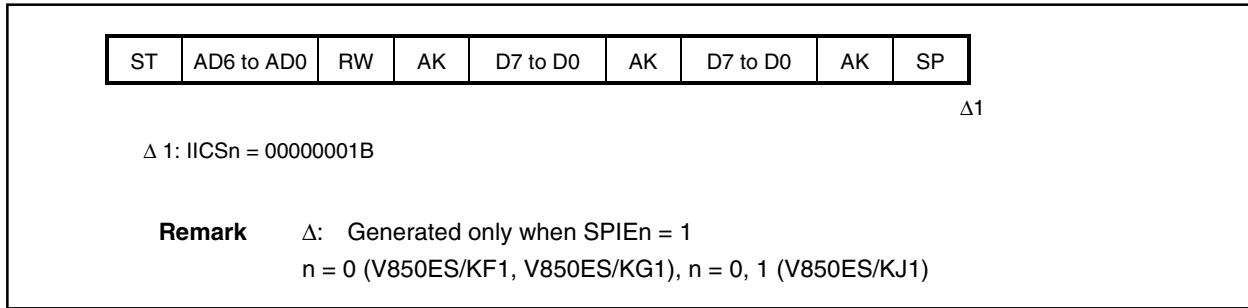 ST AD6 to AD0 RW AK D7 to D0 AK D7 to D0 AK SP
Δ1
Δ 1: IICSn = 00000001B
Remark Δ: Generated only when SPIEn = 1
n = 0 (V850ES/KF1, V850ES/KG1), n = 0, 1 (V850ES/KJ1)